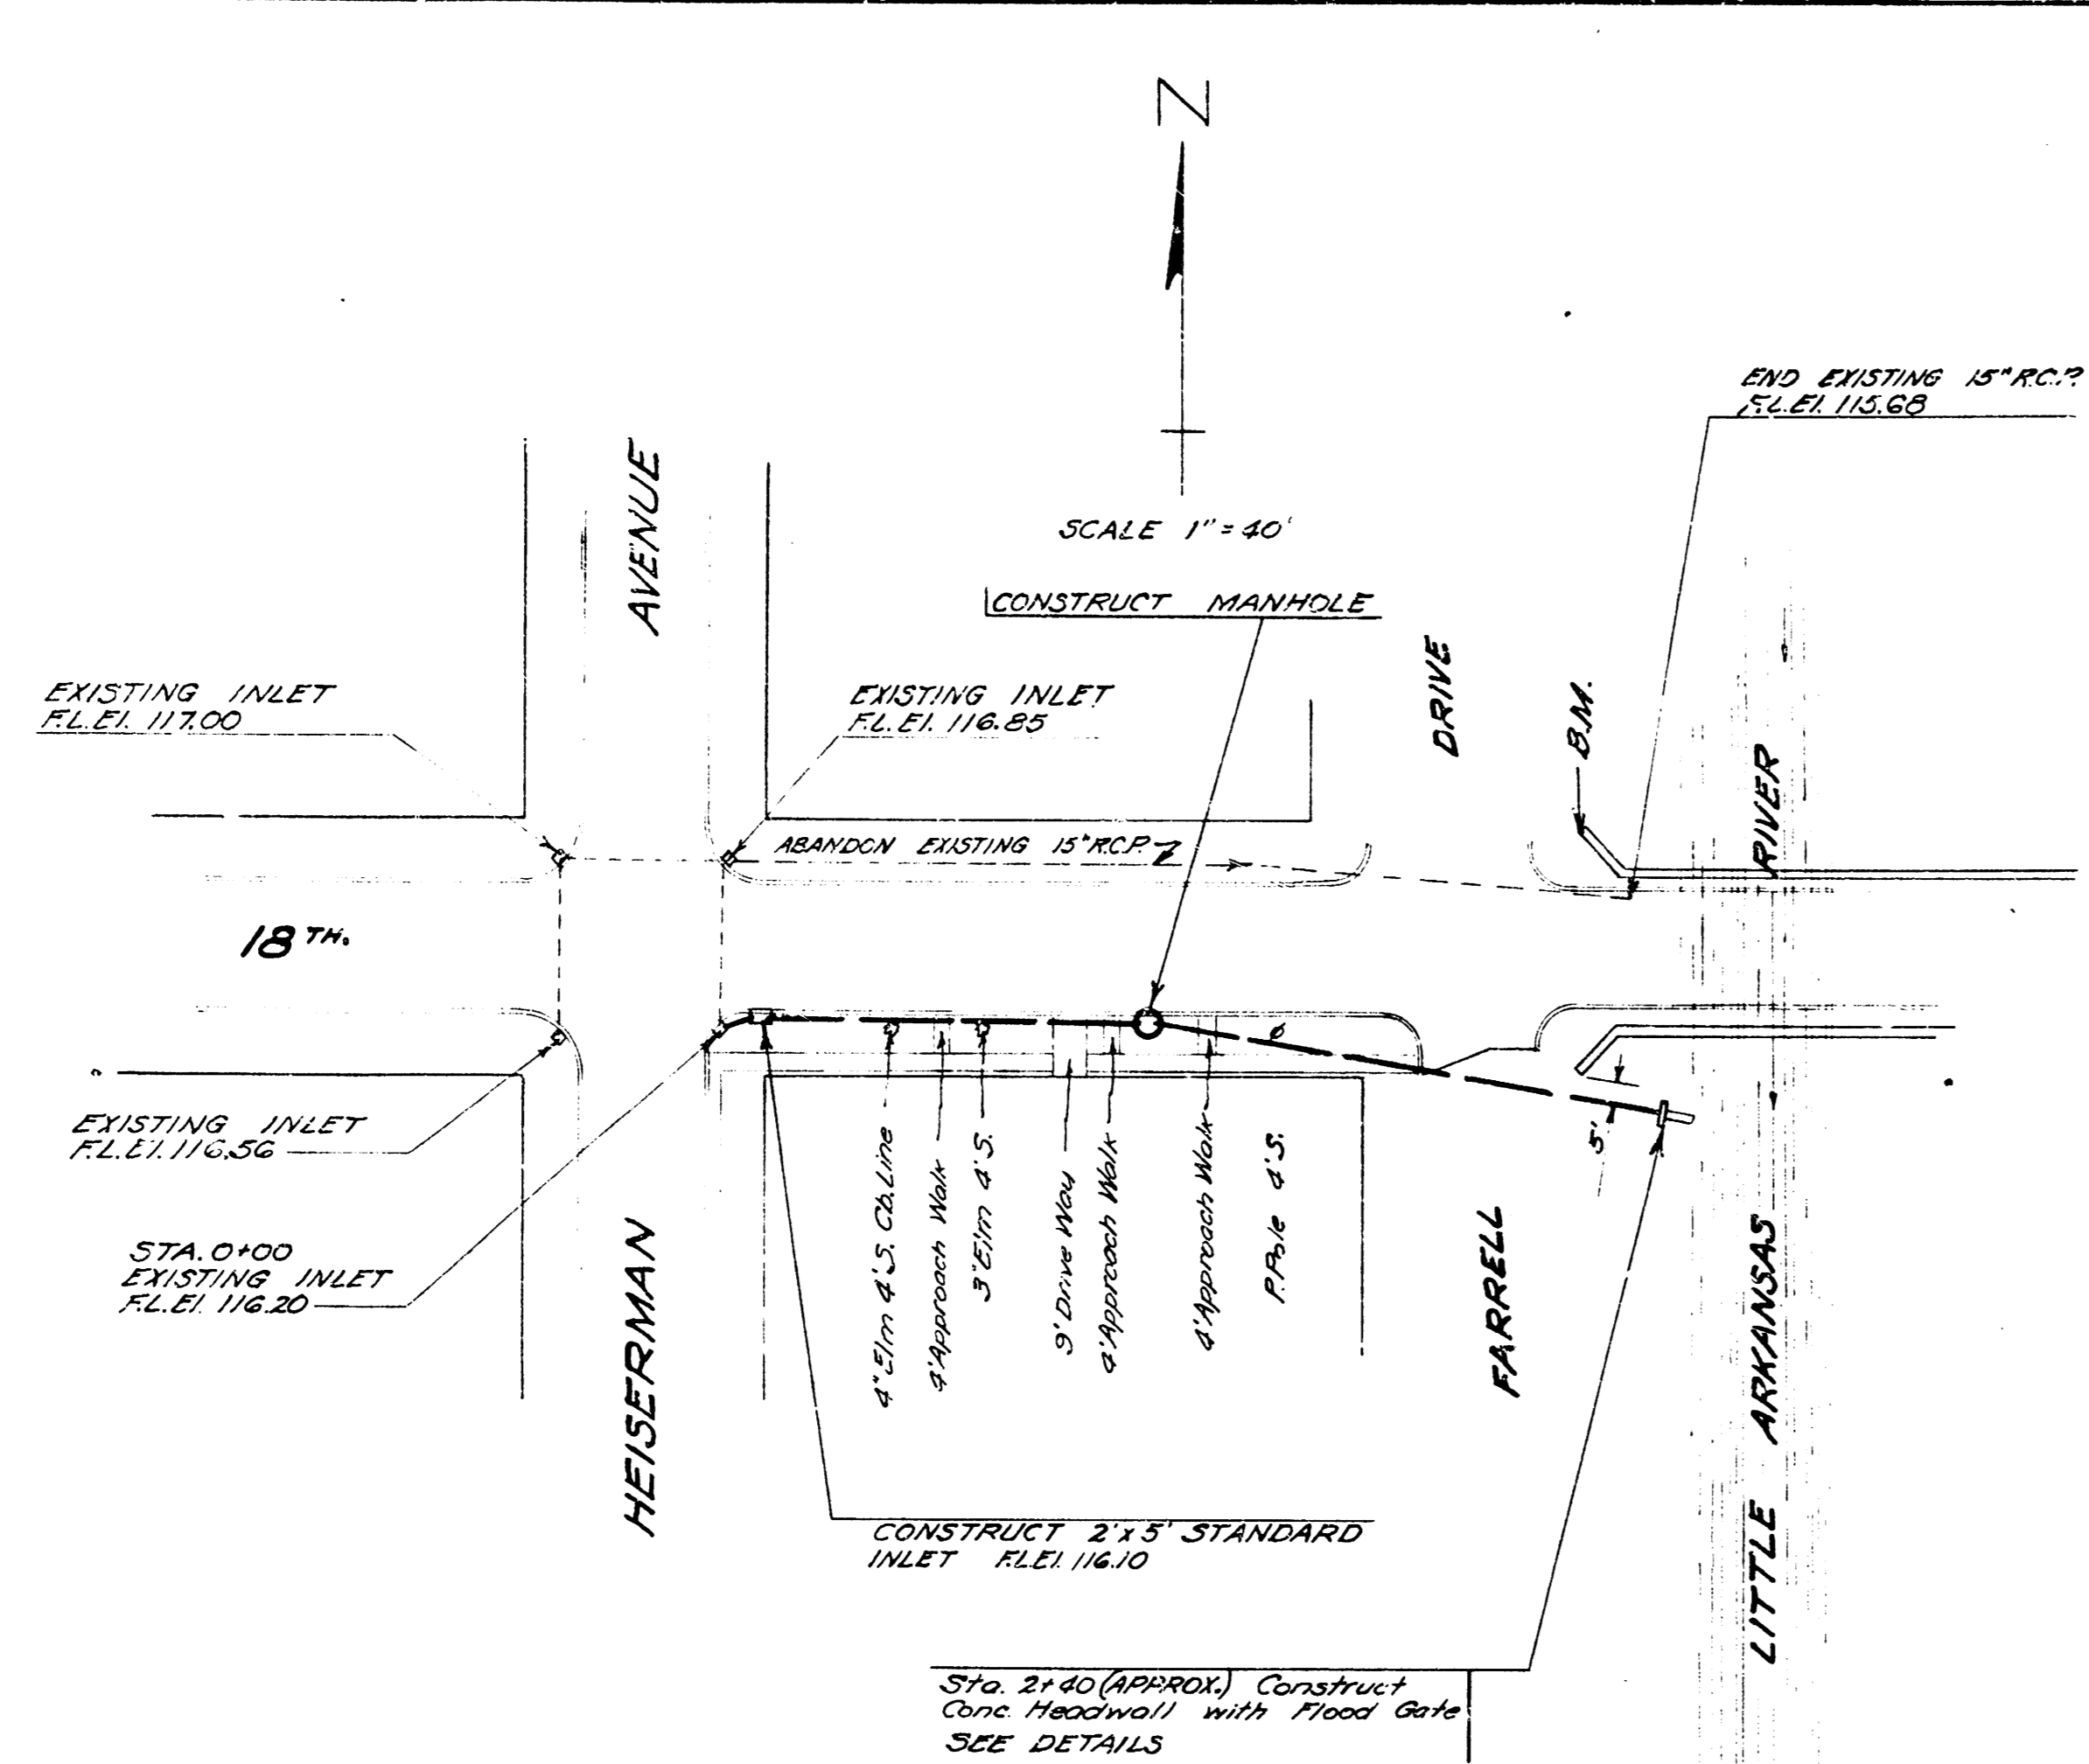 N
END EXISTING 15" R.C.P.
F.L.El. 115.68
SCALE 1" = 40'
CONSTRUCT MANHOLE
AVENUE
DRIVE
B.M.
EXISTING INLET
F.L.El. 117.00
EXISTING INLET
F.L.El. 116.85
RIVER
ABANDON EXISTING 15" R.C.P.
18TH.
EXISTING INLET
F.L.El. 116.56
STA. 0+00
EXISTING INLET
F.L.El. 116.20
HEISERMAN
4" Elm 4' S. Cb. Line
4' Approach Walk
3" Elm 4' S.
9' Drive Way
4' Approach Walk
4' Approach Walk
P. Pole 4' S.
5'
FARRELL
LITTLE ARKANSAS
CONSTRUCT 2' x 5' STANDARD
INLET F.L.El. 116.10
Sta. 2+40 (APPROX.) Construct
Conc. Headwall with Flood Gate
SEE DETAILS